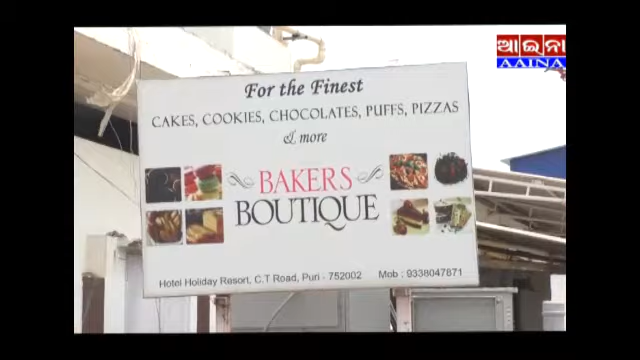 ଆଇନା
AAINA
For the Finest
CAKES, COOKIES, CHOCOLATES, PUFFS, PIZZAS
& more
BAKERS
BOUTIQUE
Hotel Holiday Resort, C.T Road, Puri - 752002 Mob : 9338047871